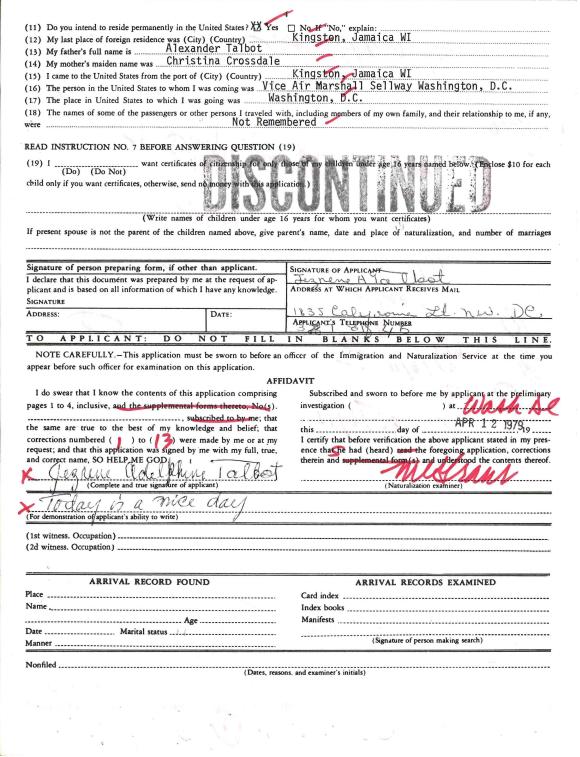 (11) Do you intend to reside permanently in the United States? XX Yes ☐ No. If "No," explain:
(12) My last place of foreign residence was (City) (Country) Kingston, Jamaica WI
(13) My father's full name is Alexander Talbot
(14) My mother's maiden name was Christina Crossdale
(15) I came to the United States from the port of (City) (Country) Kingston, Jamaica WI
(16) The person in the United States to whom I was coming was Vice Air Marshall Sellway Washington, D.C.
(17) The place in the United States to which I was going was Washington, D.C.
(18) The names of some of the passengers or other persons I traveled with, including members of my own family, and their relationship to me, if any,
were Not Remembered
READ INSTRUCTION NO. 7 BEFORE ANSWERING QUESTION (19)
(19) I want certificates of citizenship for only those of my children under age 16 years named below. (Enclose $10 for each
(Do) (Do Not)
child only if you want certificates, otherwise, send no money with this application.)
DISCONTINUED
(Write names of children under age 16 years for whom you want certificates)
If present spouse is not the parent of the children named above, give parent's name, date and place of naturalization, and number of marriages
Signature of person preparing form, if other than applicant.
I declare that this document was prepared by me at the request of ap-
plicant and is based on all information of which I have any knowledge.
SIGNATURE
ADDRESS: DATE:
SIGNATURE OF APPLICANT
ADDRESS AT WHICH APPLICANT RECEIVES MAIL
1835 St. N.W. DC.
APPLICANT'S TELEPHONE NUMBER
TO APPLICANT: DO NOT FILL IN BLANKS BELOW THIS LINE.
NOTE CAREFULLY.—This application must be sworn to before an officer of the Immigration and Naturalization Service at the time you
appear before such officer for examination on this application.
AFFIDAVIT
I do swear that I know the contents of this application comprising
pages 1 to 4, inclusive, and the supplemental forms thereto, No(s).
subscribed to by me; that
the same are true to the best of my knowledge and belief; that
corrections numbered ( 1 ) to ( 13 ) were made by me or at my
request; and that this application was signed by me with my full, true,
and correct name, SO HELP ME GOD.
X Talbot
(Complete and true signature of applicant)
X Today is a nice day
(For demonstration of applicant's ability to write)
Subscribed and sworn to before me by applicant at the preliminary
investigation ( ) at Wash DC
this day of APR 12 1979, 19
I certify that before verification the above applicant stated in my pres-
ence that She had (heard) read the foregoing application, corrections
therein and supplemental form(s) and understood the contents thereof.
(Naturalization examiner)
(1st witness. Occupation)
(2d witness. Occupation)
ARRIVAL RECORD FOUND
Place
Name
Age
Date Marital status
Manner
ARRIVAL RECORDS EXAMINED
Card index
Index books
Manifests
(Signature of person making search)
Nonfiled
(Dates, reasons, and examiner's initials)